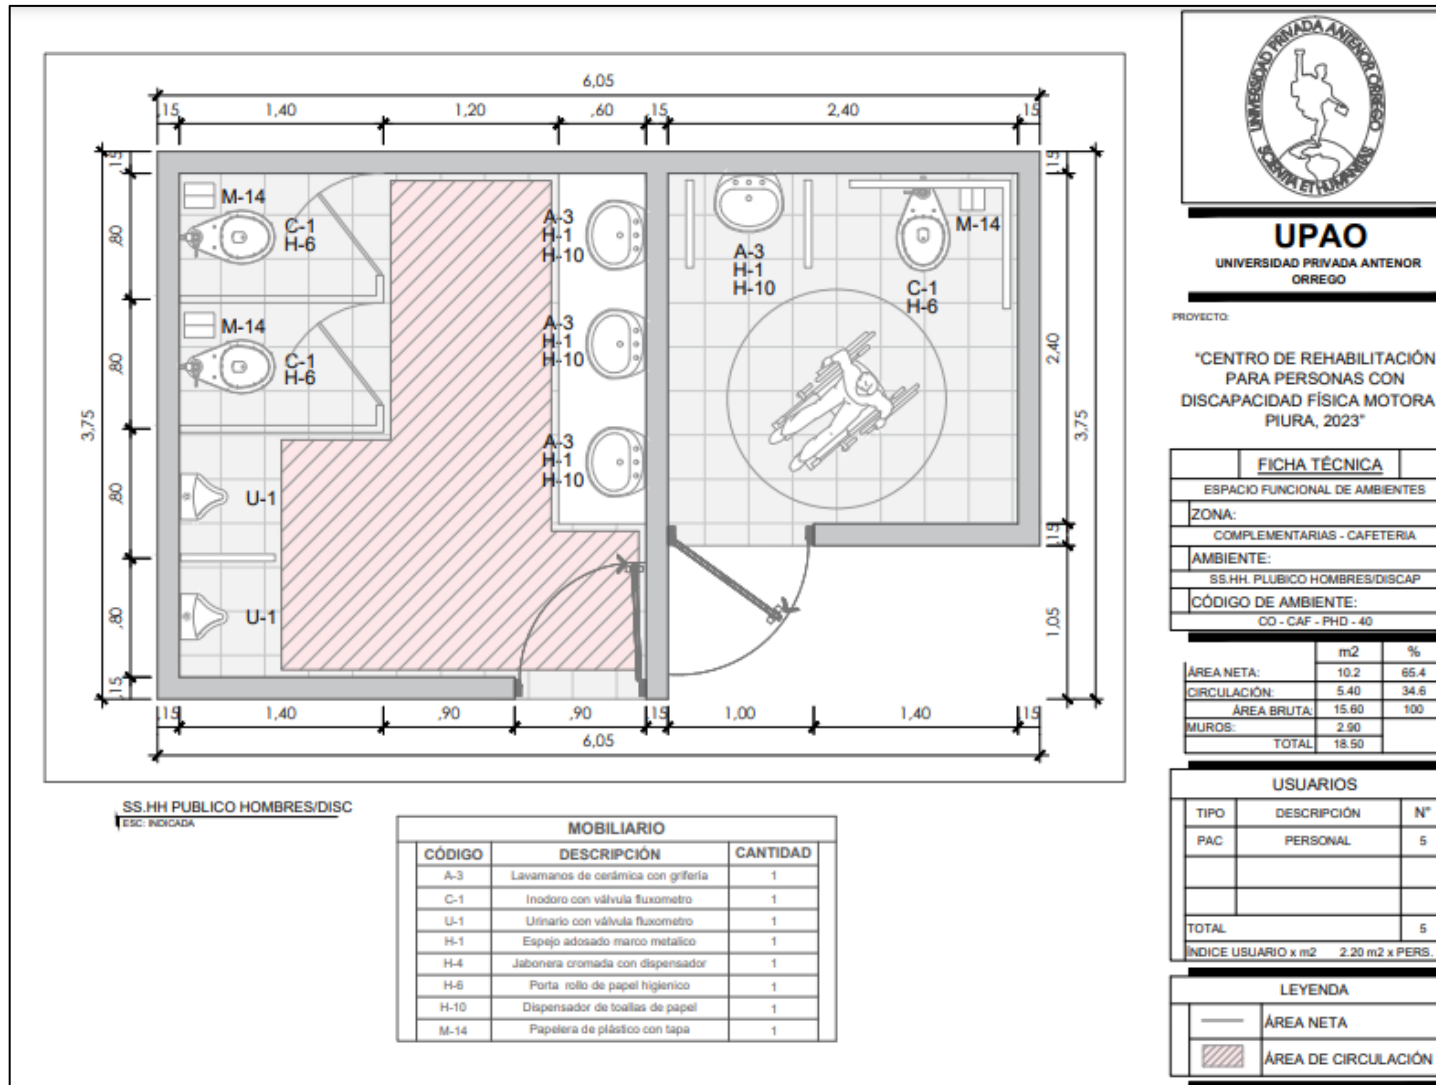 6,05
,15 1,40 1,20 ,60 ,15 2,40 ,15
,15 ,80 ,80 ,80 ,80 ,15
3,75
M-14
C-1
H-6
M-14
C-1
H-6
U-1
U-1
A-3
H-1
H-10
A-3
H-1
H-10
A-3
H-1
H-10
A-3
H-1
H-10
M-14
C-1
H-6
,15 2,40 ,15 1,05
3,75
,15 1,40 ,90 ,90 ,15 1,00 1,40 ,15
6,05
SS.HH PUBLICO HOMBRES/DISC
ESC: INDICADA
MOBILIARIO
CÓDIGO DESCRIPCIÓN CANTIDAD
A-3 Lavamanos de cerámica con grifería 1
C-1 Inodoro con válvula fluxometro 1
U-1 Urinario con válvula fluxometro 1
H-1 Espejo adosado marco metalico 1
H-4 Jabonera cromada con dispensador 1
H-6 Porta rollo de papel higienico 1
H-10 Dispensador de toallas de papel 1
M-14 Papelera de plástico con tapa 1
UNIVERSIDAD PRIVADA ANTENOR ORREGO
SCIENTIA ET HUMANITAS
UPAO
UNIVERSIDAD PRIVADA ANTENOR
ORREGO
PROYECTO:
"CENTRO DE REHABILITACIÓN
PARA PERSONAS CON
DISCAPACIDAD FÍSICA MOTORA
PIURA, 2023"
FICHA TÉCNICA
ESPACIO FUNCIONAL DE AMBIENTES
ZONA:
COMPLEMENTARIAS - CAFETERIA
AMBIENTE:
SS.HH. PLUBICO HOMBRES/DISCAP
CÓDIGO DE AMBIENTE:
CO - CAF - PHD - 40
m2 %
ÁREA NETA: 10.2 65.4
CIRCULACIÓN: 5.40 34.6
ÁREA BRUTA: 15.60 100
MUROS: 2.90
TOTAL 18.50
USUARIOS
TIPO DESCRIPCIÓN N°
PAC PERSONAL 5
TOTAL 5
ÍNDICE USUARIO x m2 2.20 m2 x PERS.
LEYENDA
ÁREA NETA
ÁREA DE CIRCULACIÓN